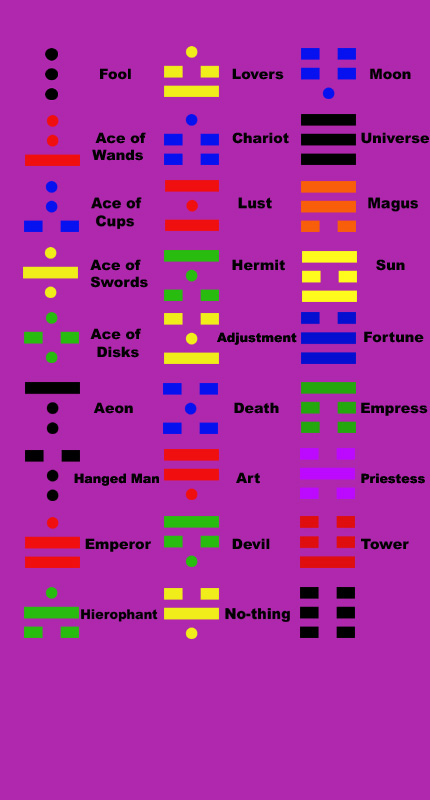 Fool
Ace of
Wands
Ace of
Cups
Ace of
Swords
Ace of
Disks
Aeon
Hanged Man
Emperor
Hierophant
Lovers
Chariot
Lust
Hermit
Adjustment
Death
Art
Devil
No-thing
Moon
Universe
Magus
Sun
Fortune
Empress
Priestess
Tower